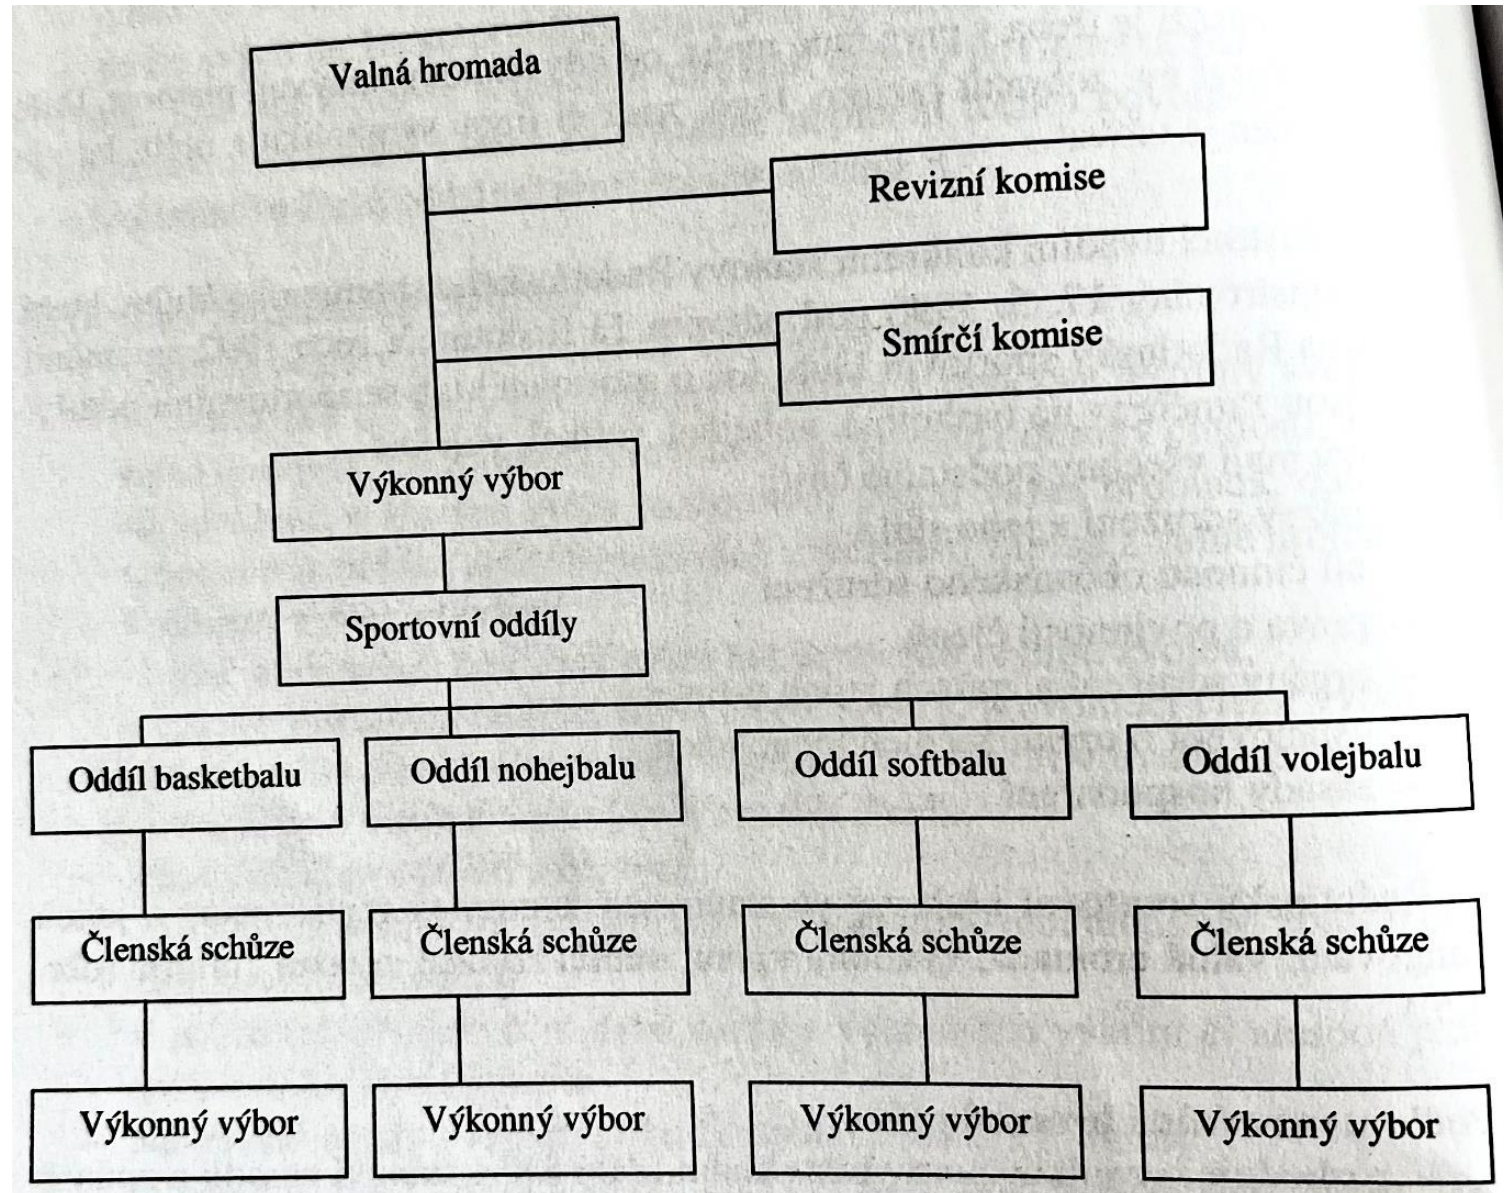 Valná hromada
Revizní komise
Smírčí komise
Výkonný výbor
Sportovní oddíly
Oddíl basketbalu
Oddíl nohejbalu
Oddíl softbalu
Oddíl volejbalu
Členská schůze
Členská schůze
Členská schůze
Členská schůze
Výkonný výbor
Výkonný výbor
Výkonný výbor
Výkonný výbor